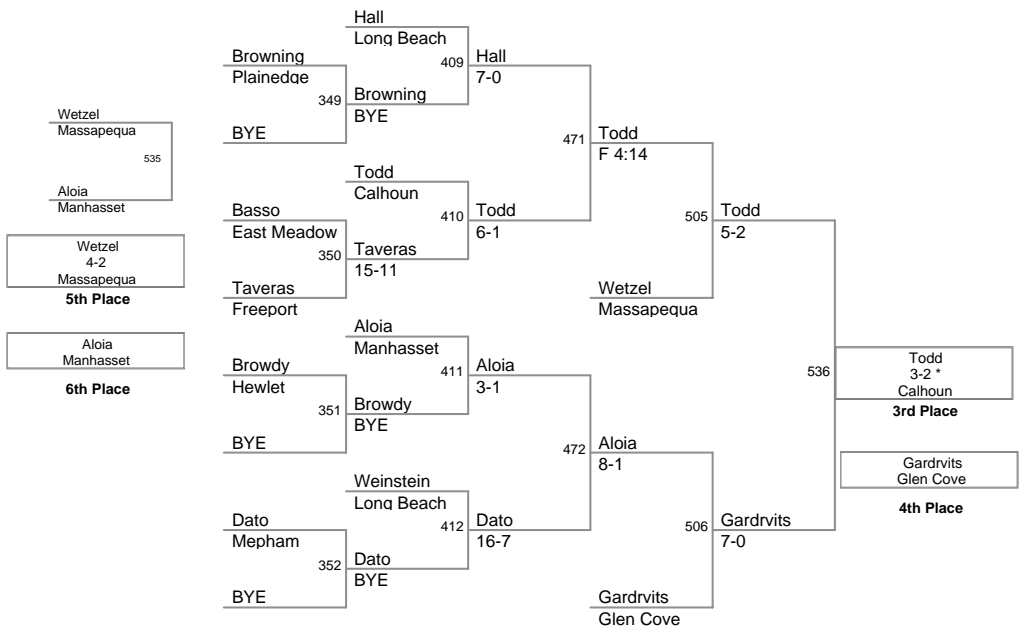 Hall
Long Beach
Browning
Plainedge
409
Hall
7-0
349
Browning
BYE
BYE
Wetzel
Massapequa
535
Aloia
Manhasset
471
Todd
F 4:14
Todd
Calhoun
Basso
East Meadow
410
Todd
6-1
350
Taveras
15-11
Taveras
Freeport
505
Todd
5-2
Wetzel
Massapequa
Wetzel
4-2
Massapequa
5th Place
Aloia
Manhasset
6th Place
Aloia
Manhasset
Browdy
Hewlet
411
Aloia
3-1
351
Browdy
BYE
BYE
536
Todd
3-2 *
Calhoun
3rd Place
472
Aloia
8-1
Gardrvits
Glen Cove
4th Place
Weinstein
Long Beach
Dato
Mepham
412
Dato
16-7
352
Dato
BYE
BYE
506
Gardrvits
7-0
Gardrvits
Glen Cove